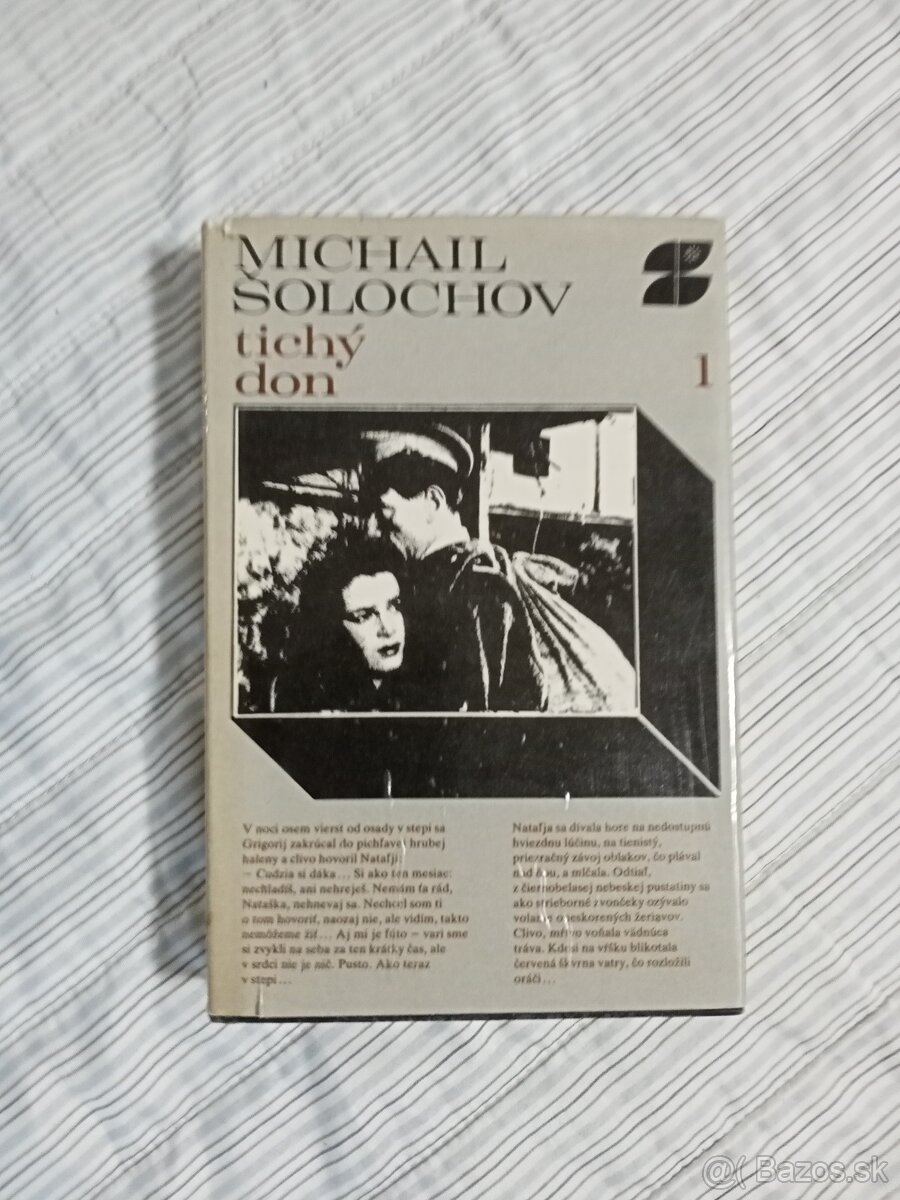 MICHAIL
ŠOLOCHOV
tichý
don
1
V noci osem vierst od osady v stepi sa
Grigorij zakrúcal do pichľavej hrubej
haleny a clivo hovoril Nataľji:
– Cudzia si dáka... Si ako ten mesiac:
nechladíš, ani nehreješ. Nemám ťa rád,
Nataška, nehnevaj sa. Nechcel som ti
o tom hovoriť, naozaj nie, ale vidím, takto
nemôžeme žiť... Aj mi je ľúto – vari sme
si zvykli na seba za ten krátky čas, ale
v srdci nie je nič. Pusto. Ako teraz
v stepi...
Nataľja sa dívala hore na nedostupnú
hviezdnu lúčinu, na tienistý,
priezračný závoj oblakov, čo plával
nad ňou, a mlčala. Odtiaľ,
z čiernobelasej nebeskej pustatiny sa
ako strieborné zvončeky ozývalo
volanie oneskorených žeriavov.
Clivo, mŕtvo voňala vädnúca
tráva. Kdesi na vŕšku blikotala
červená škvrna vatry, čo rozložili
oráči...
@( Bazos.sk